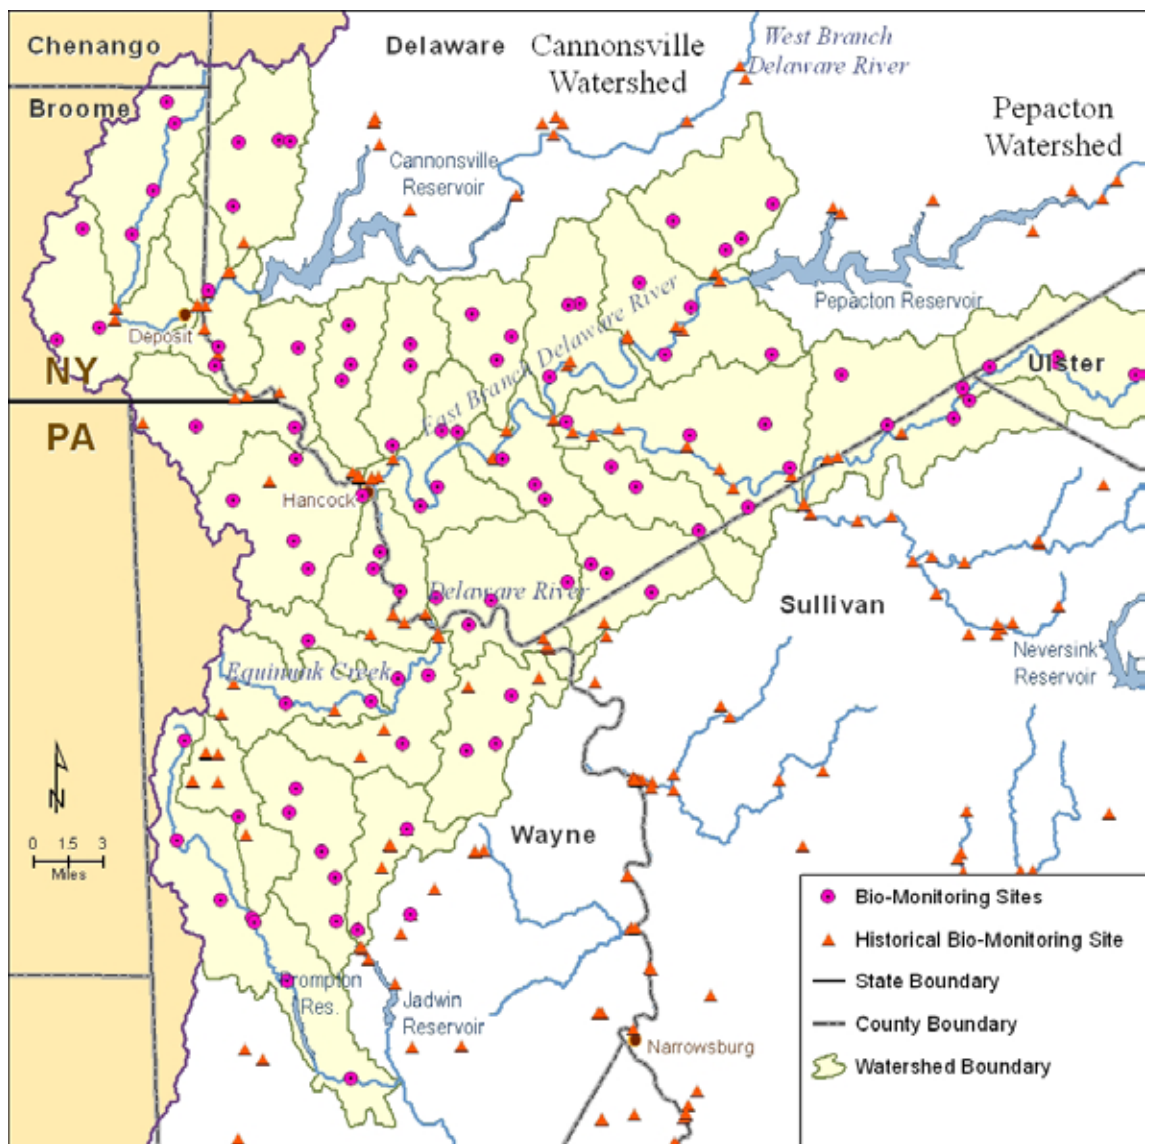 Chenango
Delaware
Cannonsville
Watershed
West Branch
Delaware River
Broome
Pepacton
Watershed
Cannonsville
Reservoir
Pepacton Reservoir
Deposit
East Branch Delaware River
Ulster
NY
PA
Hancock
Delaware River
Sullivan
Neversink
Reservoir
Equinunk Creek
N
0 1.5 3
Miles
Wayne
Prompton
Res.
Jadwin
Reservoir
Narrowsburg
Bio-Monitoring Sites
Historical Bio-Monitoring Site
State Boundary
County Boundary
Watershed Boundary